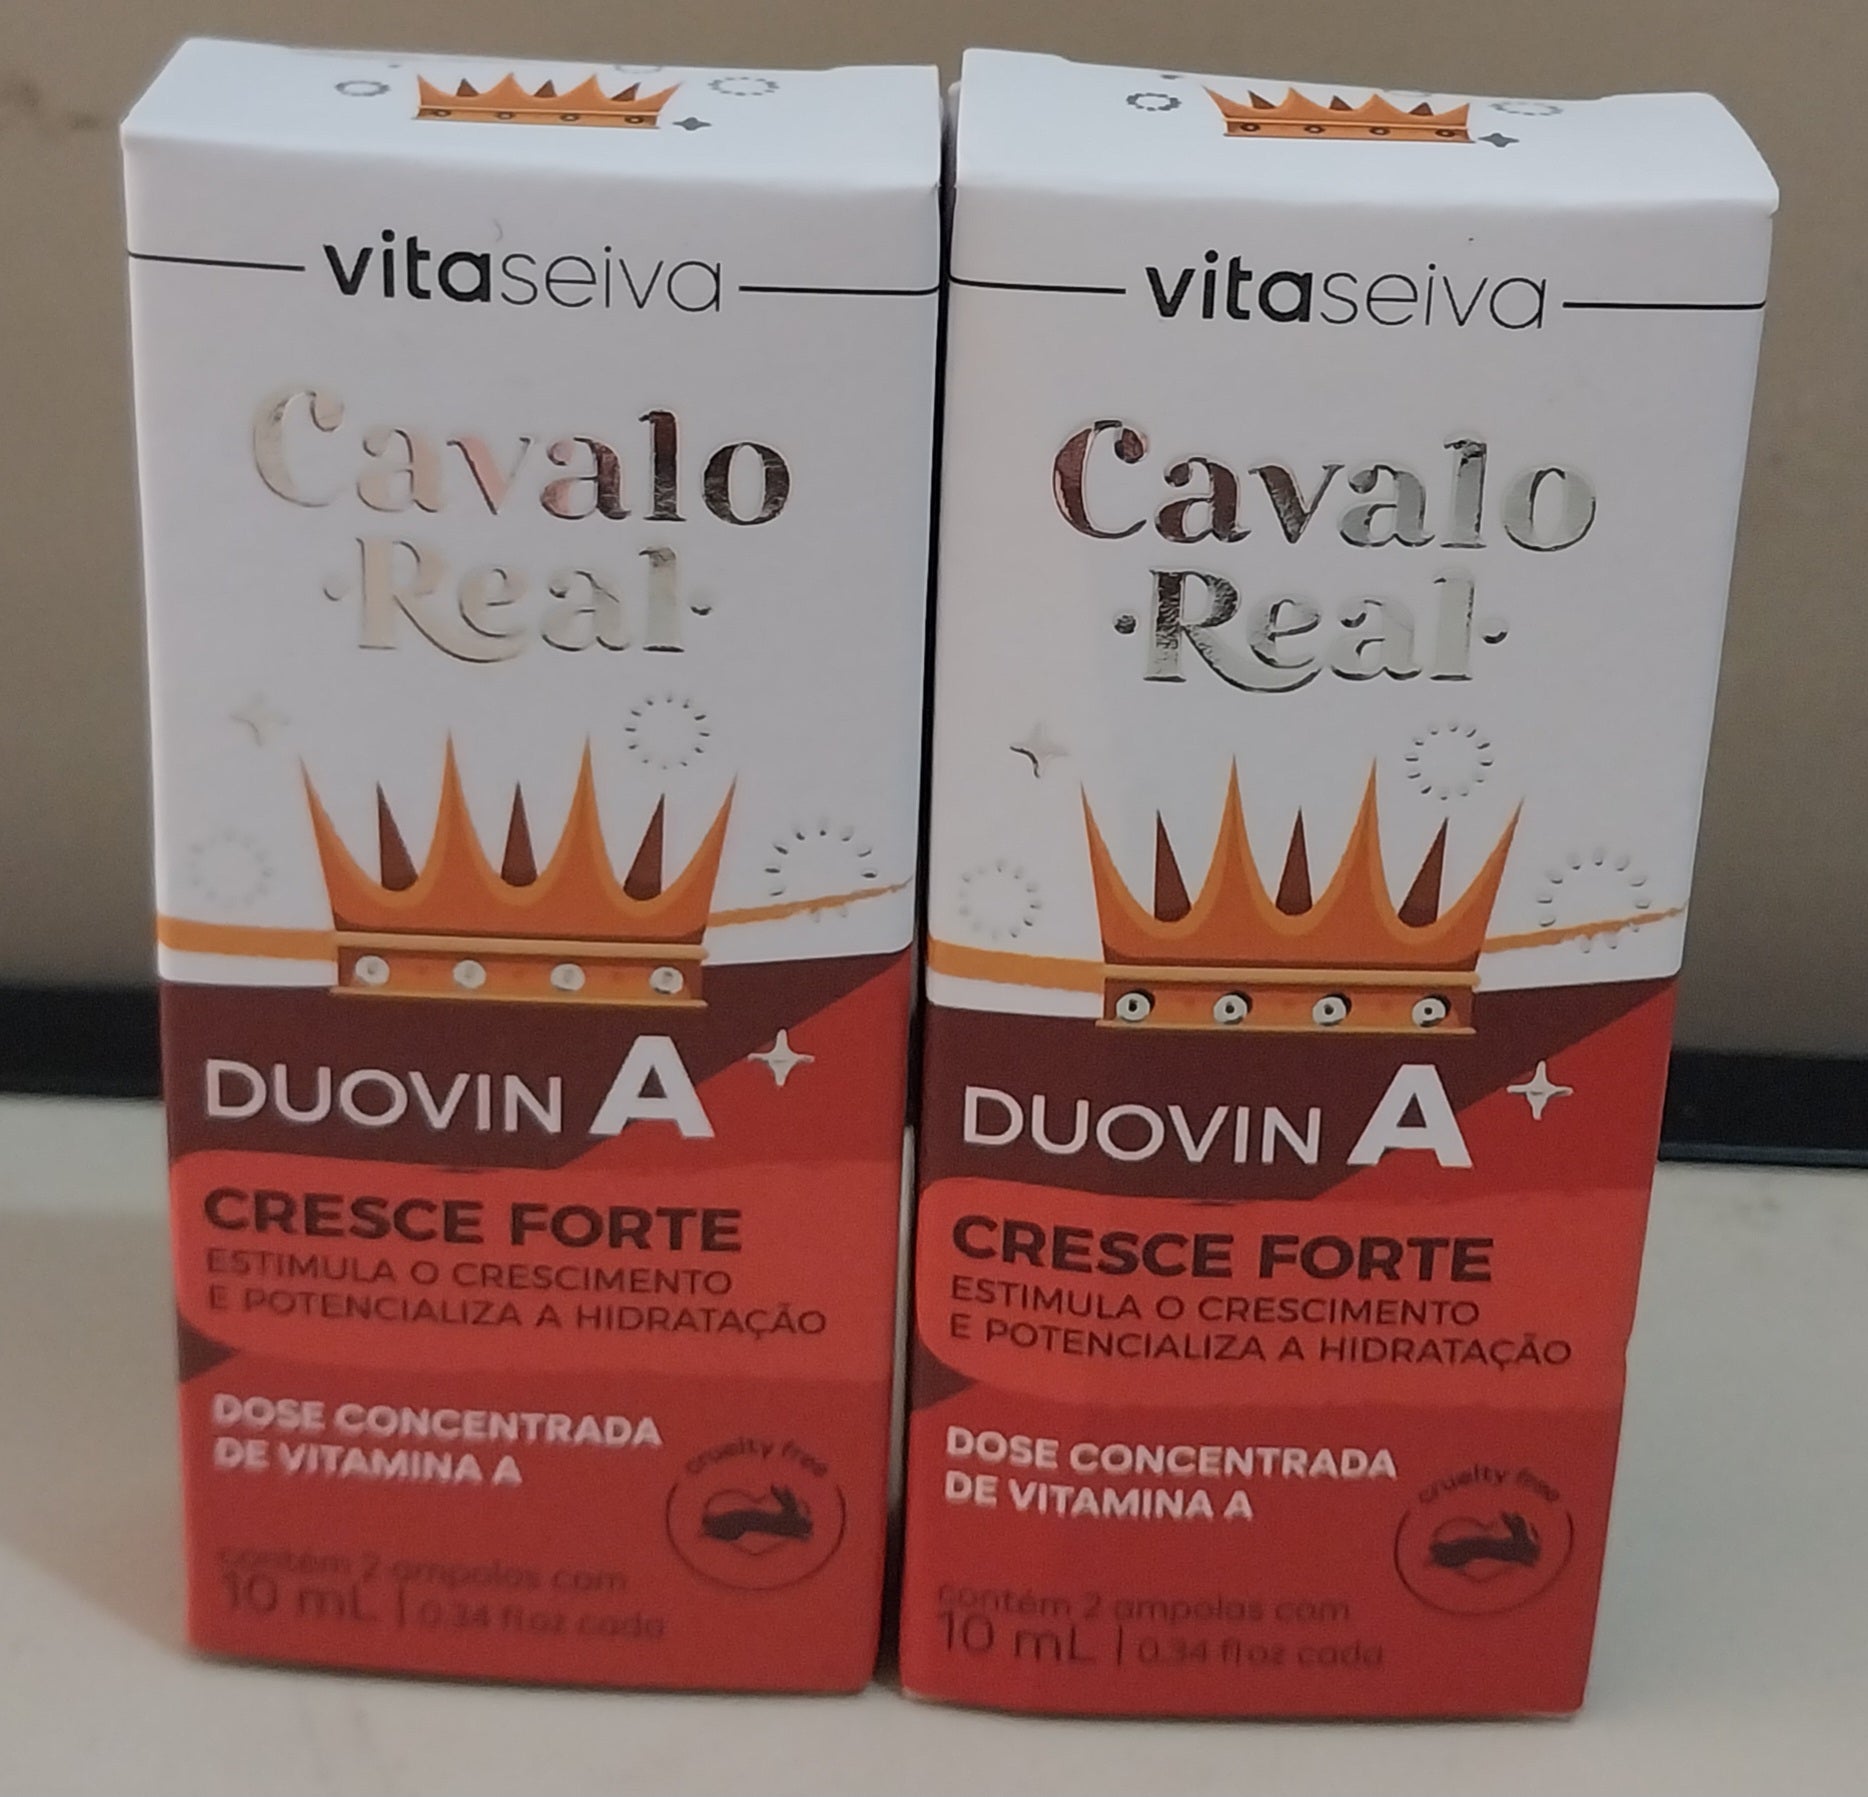 vitaseiva
Cavalo
·Real·
DUOVIN A
CRESCE FORTE
ESTIMULA O CRESCIMENTO
E POTENCIALIZA A HIDRATAÇÃO
DOSE CONCENTRADA
DE VITAMINA A
cruelty free
contém 2 ampolas com
10 mL | 0.34 fl oz cada
vitaseiva
Cavalo
·Real·
DUOVIN A
CRESCE FORTE
ESTIMULA O CRESCIMENTO
E POTENCIALIZA A HIDRATAÇÃO
DOSE CONCENTRADA
DE VITAMINA A
cruelty free
contém 2 ampolas com
10 mL | 0.34 fl oz cada